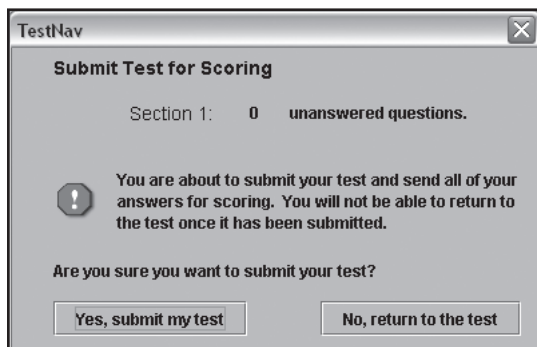 TestNav
Submit Test for Scoring
Section 1: 0 unanswered questions.
You are about to submit your test and send all of your
answers for scoring. You will not be able to return to
the test once it has been submitted.
Are you sure you want to submit your test?
Yes, submit my test No, return to the test